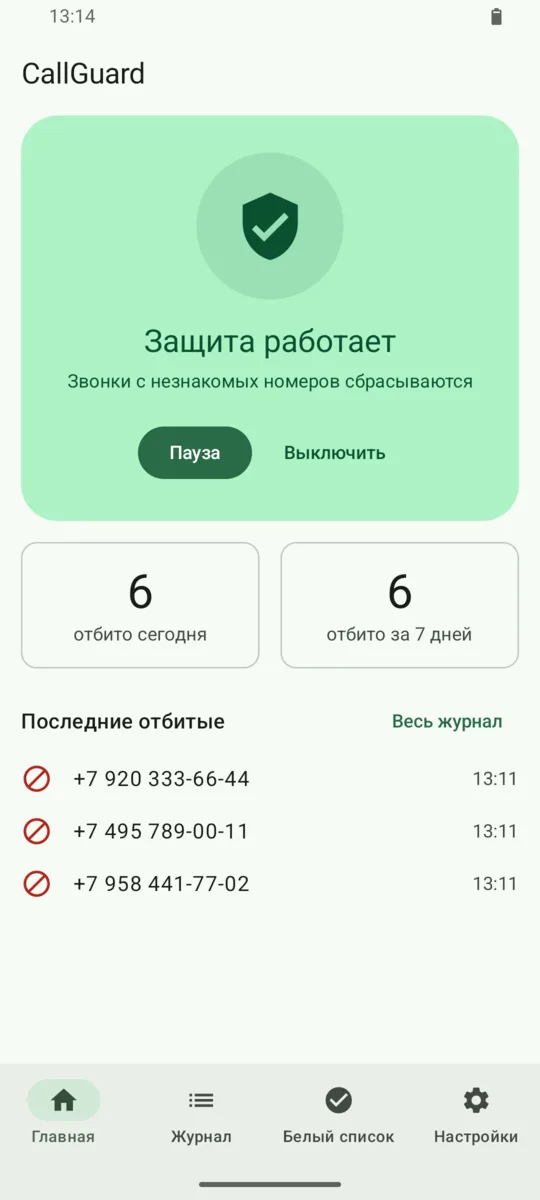 13:14
CallGuard
Защита работает
Звонки с незнакомых номеров сбрасываются
Пауза
Выключить
6
отбито сегодня
6
отбито за 7 дней
Последние отбитые
Весь журнал
+7 920 333-66-44 13:11
+7 495 789-00-11 13:11
+7 958 441-77-02 13:11
Главная
Журнал
Белый список
Настройки